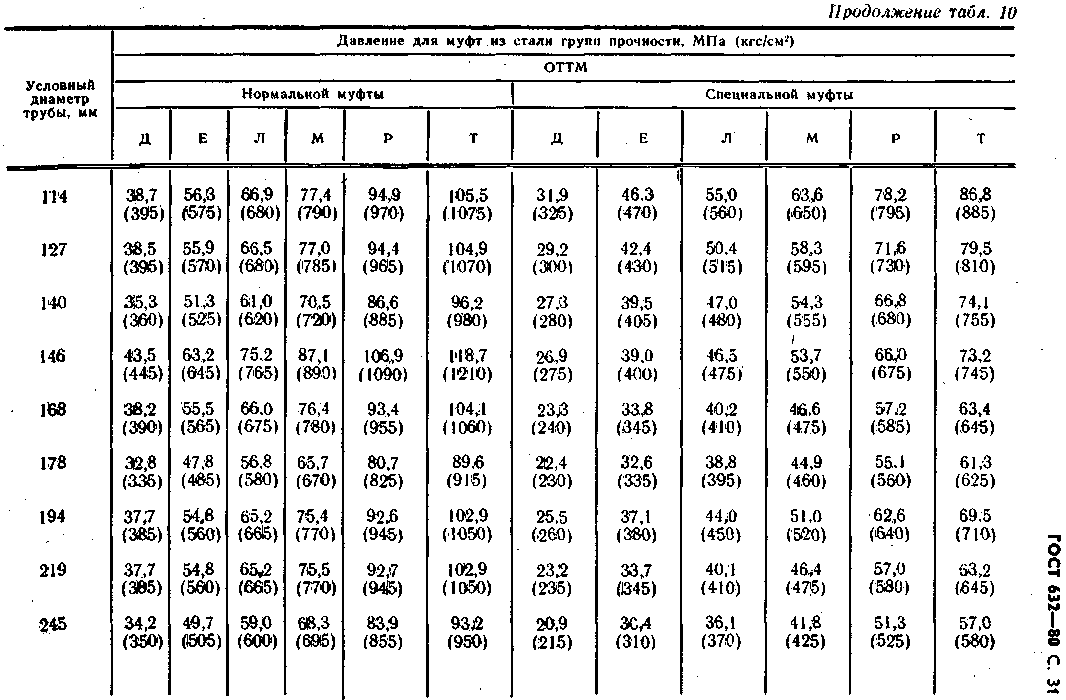 Продолжение табл. 10
Условный диаметр трубы, мм
Давление для муфт из стали групп прочности, МПа (кгс/см²)
ОТТМ
Нормальной муфты Специальной муфты
Д Е Л М Р Т Д Е Л М Р Т
114 38,7 56,3 66,9 77,4 94,9 105,5 31,9 46,3 55,0 63,6 78,2 86,8
(395) (575) (680) (790) (970) (1075) (325) (470) (560) (650) (795) (885)
127 38,5 55,9 66,5 77,0 94,4 104,9 29,2 42,4 50,4 58,3 71,6 79,5
(395) (570) (680) (785) (965) (1070) (300) (430) (515) (595) (730) (810)
140 35,3 51,3 61,0 70,5 86,6 96,2 27,3 39,5 47,0 54,3 66,8 74,1
(360) (525) (620) (720) (885) (980) (280) (405) (480) (555) (680) (755)
146 43,5 63,2 75,2 87,1 106,9 118,7 26,9 39,0 46,5 53,7 66,0 73,2
(445) (645) (765) (890) (1090) (1210) (275) (400) (475) (550) (675) (745)
168 38,2 55,5 66,0 76,4 93,4 104,1 23,3 33,8 40,2 46,6 57,2 63,4
(390) (565) (675) (780) (955) (1060) (240) (345) (410) (475) (585) (645)
178 32,8 47,8 56,8 65,7 80,7 89,6 22,4 32,6 38,8 44,9 55,1 61,3
(335) (485) (580) (670) (825) (915) (230) (335) (395) (460) (560) (625)
194 37,7 54,8 65,2 75,4 92,6 102,9 25,5 37,1 44,0 51,0 62,6 69,5
(385) (560) (665) (770) (945) (1050) (260) (380) (450) (520) (640) (710)
219 37,7 54,8 65,2 75,5 92,7 102,9 23,2 33,7 40,1 46,4 57,0 63,2
(385) (560) (665) (770) (945) (1050) (235) (345) (410) (475) (580) (645)
245 34,2 49,7 59,0 68,3 83,9 93,2 20,9 30,4 36,1 41,8 51,3 57,0
(350) (505) (600) (695) (855) (950) (215) (310) (370) (425) (525) (580)
ГОСТ 632—80 С. 31